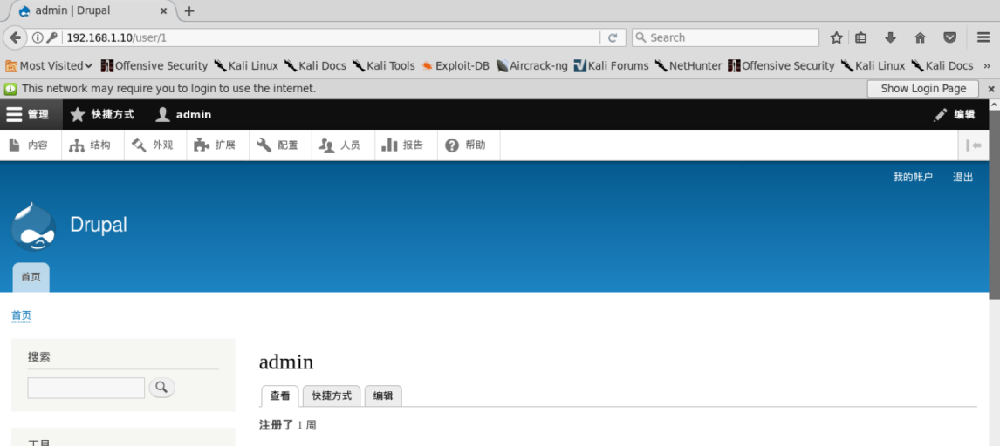 admin | Drupal
192.168.1.10/user/1
Search
Most Visited Offensive Security Kali Linux Kali Docs Kali Tools Exploit-DB Aircrack-ng Kali Forums NetHunter Offensive Security Kali Linux Kali Docs »
This network may require you to login to use the internet. Show Login Page
管理 快捷方式 admin 编辑
内容 结构 外观 扩展 配置 人员 报告 帮助
我的帐户 退出
Drupal
首页
首页
搜索
admin
查看 快捷方式 编辑
注册了 1 周
工具